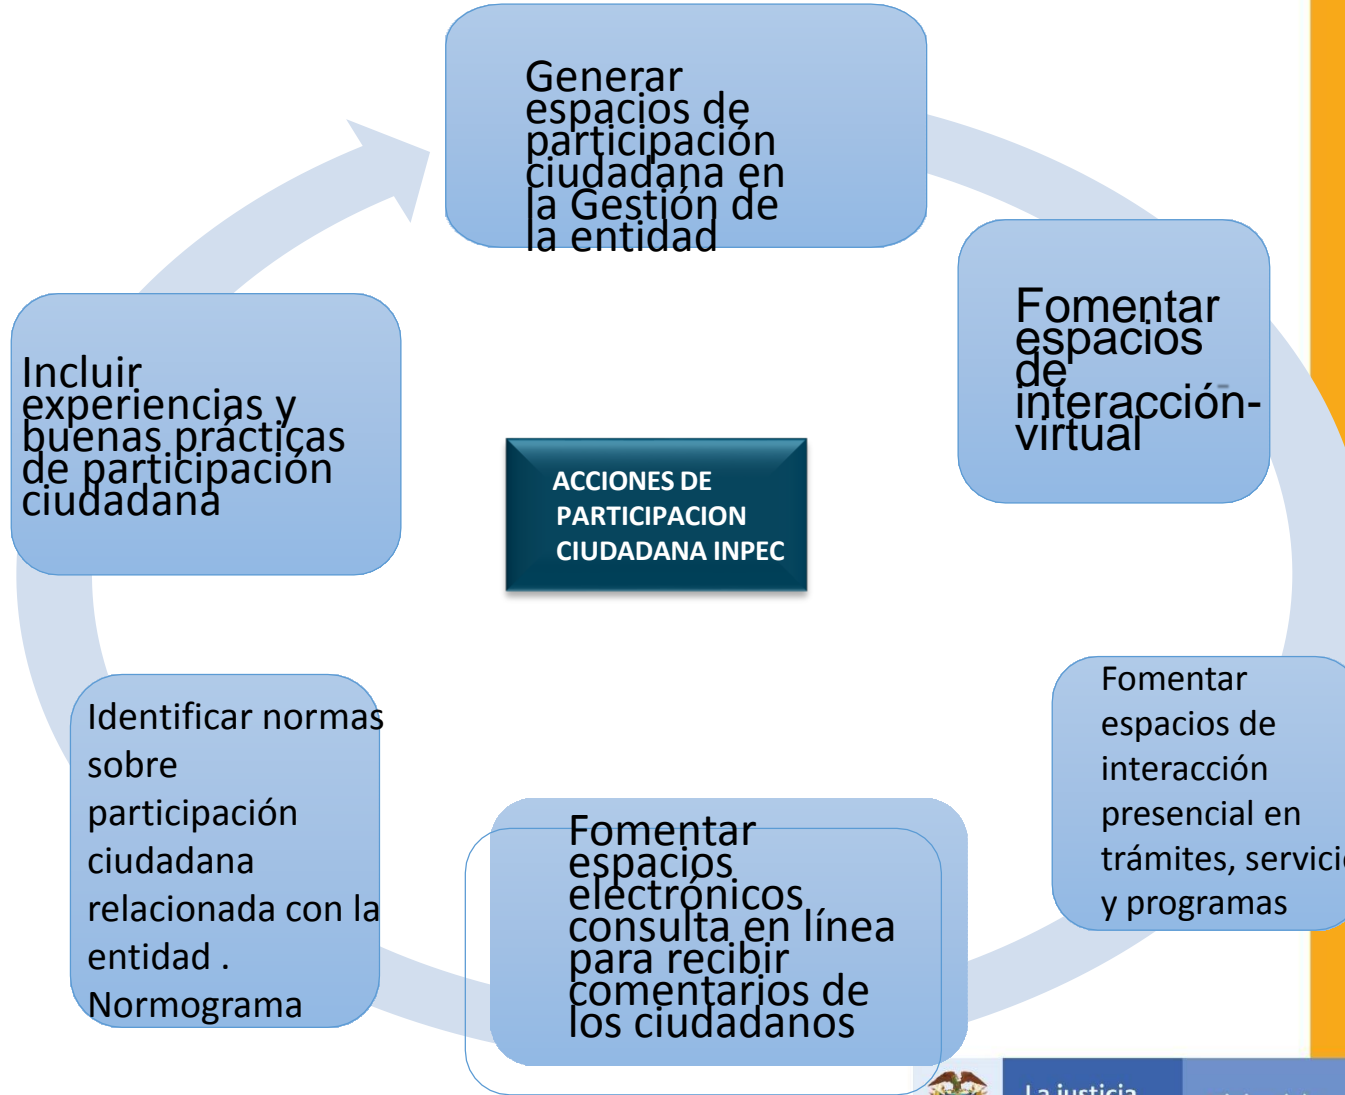 Generar
espacios de
participación
ciudadana en
la Gestión de
la entidad
Fomentar
espacios
de
interacción-
virtual
Incluir
experiencias y
buenas prácticas
de participación
ciudadana
ACCIONES DE
PARTICIPACION
CIUDADANA INPEC
Fomentar
espacios de
interacción
presencial en
trámites, servicio
y programas
Identificar normas
sobre
participación
ciudadana
relacionada con la
entidad .
Normograma
Fomentar
espacios
electrónicos
consulta en línea
para recibir
comentarios de
los ciudadanos
La justicia